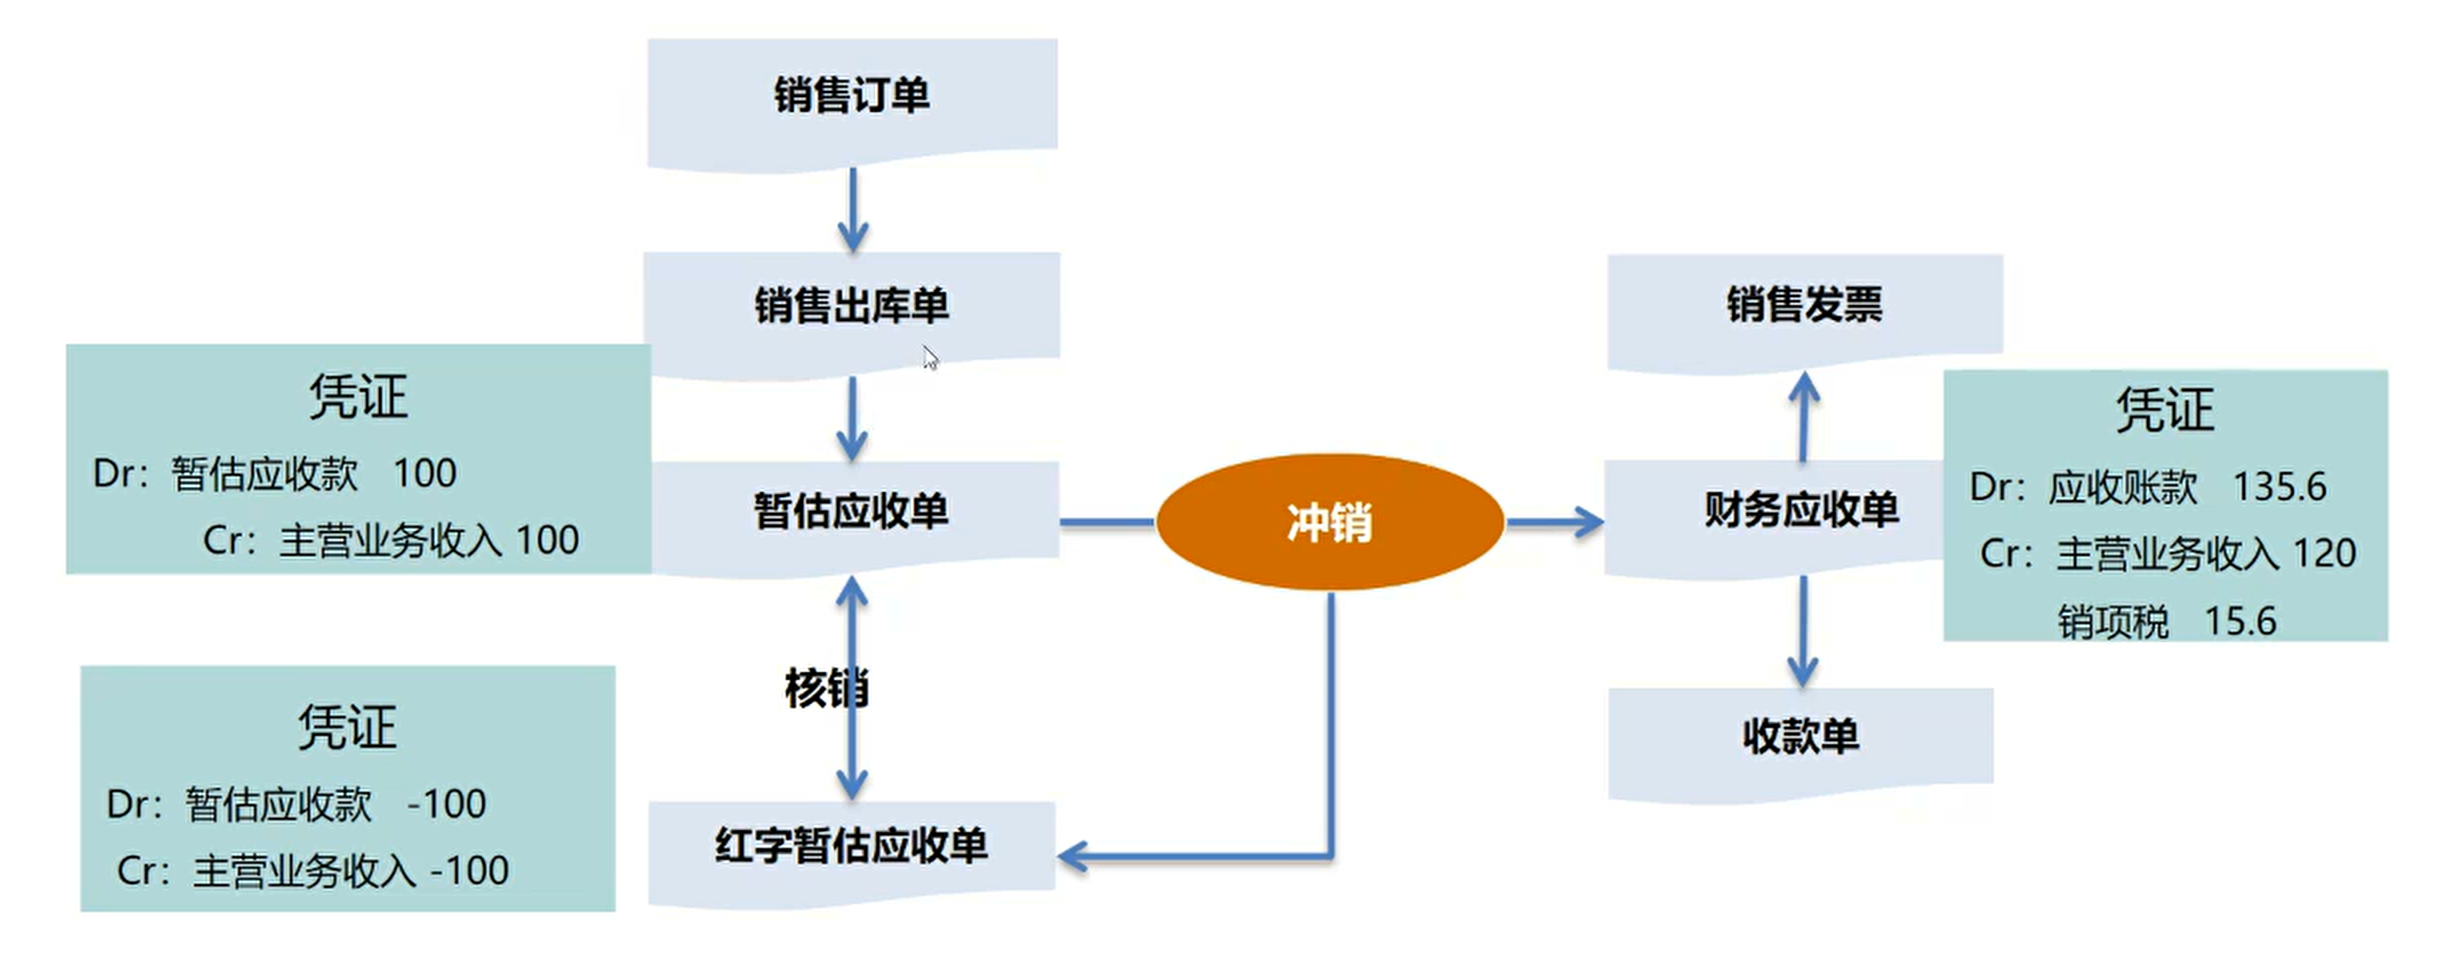 销售订单
销售出库单
销售发票
凭证
Dr：暂估应收款 100
Cr：主营业务收入 100
暂估应收单
冲销
财务应收单
凭证
Dr：应收账款 135.6
Cr：主营业务收入 120
销项税 15.6
核销
凭证
Dr：暂估应收款 -100
Cr：主营业务收入 -100
红字暂估应收单
收款单